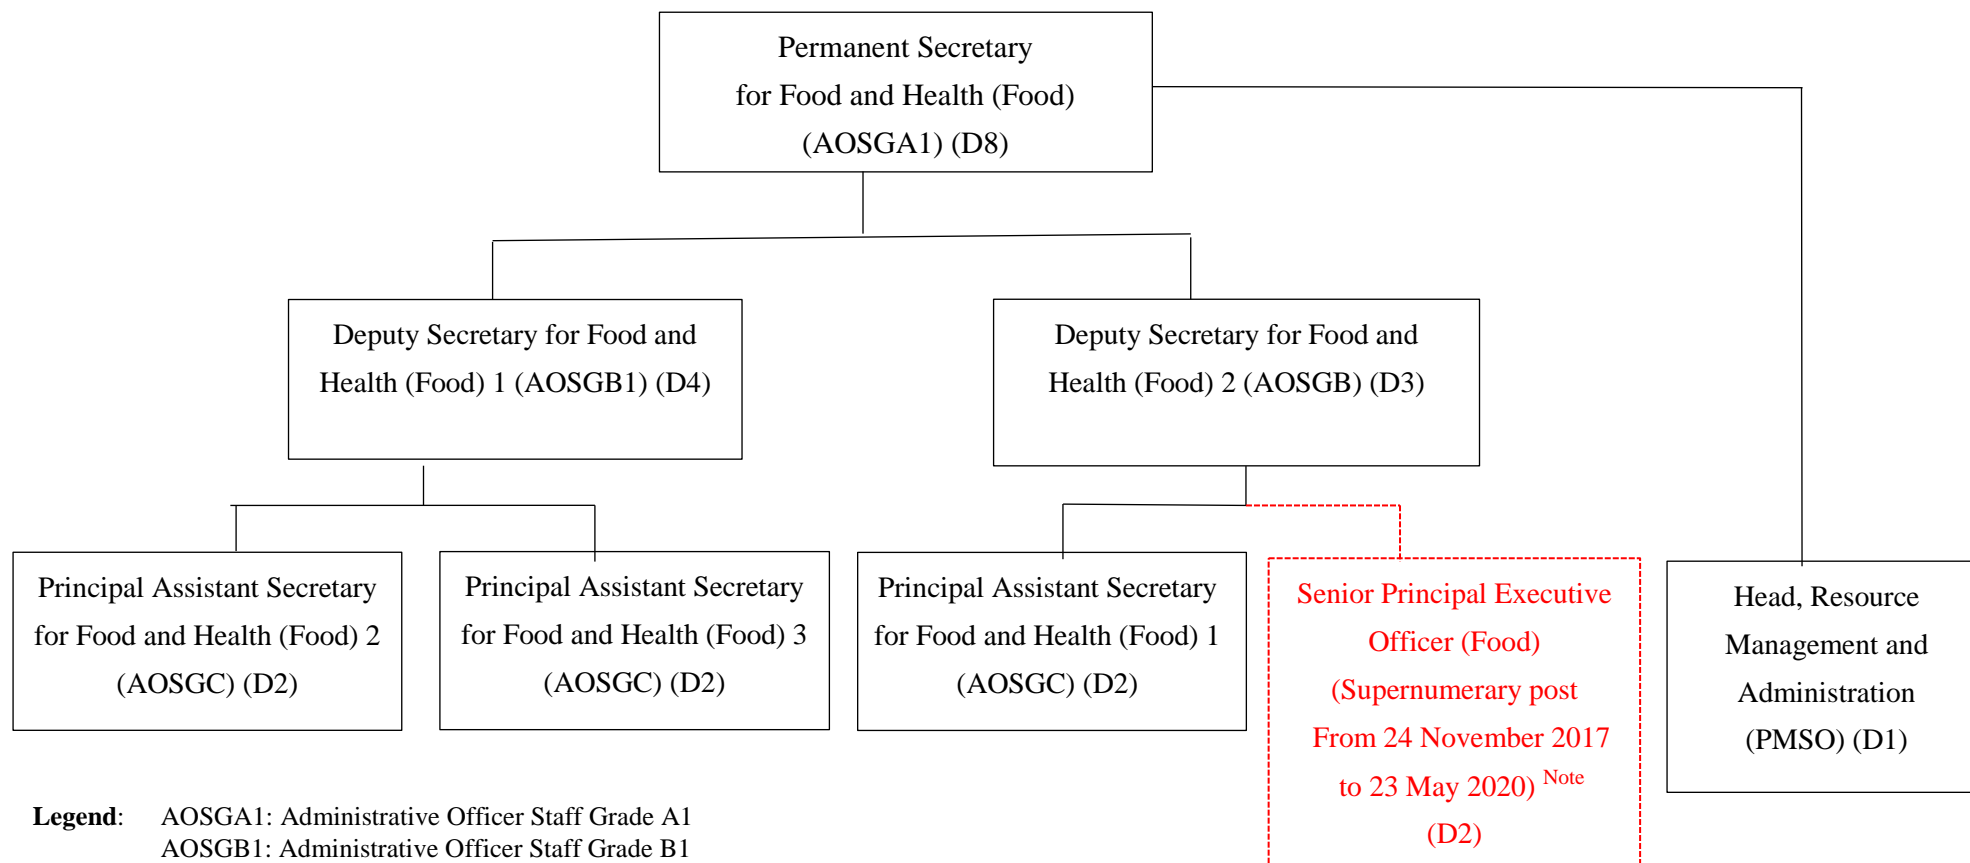 Permanent Secretary
for Food and Health (Food)
(AOSGA1) (D8)
Deputy Secretary for Food and
Health (Food) 1 (AOSGB1) (D4)
Deputy Secretary for Food and
Health (Food) 2 (AOSGB) (D3)
Principal Assistant Secretary
for Food and Health (Food) 2
(AOSGC) (D2)
Principal Assistant Secretary
for Food and Health (Food) 3
(AOSGC) (D2)
Principal Assistant Secretary
for Food and Health (Food) 1
(AOSGC) (D2)
Senior Principal Executive
Officer (Food)
(Supernumerary post
From 24 November 2017
to 23 May 2020) Note
(D2)
Head, Resource
Management and
Administration
(PMSO) (D1)
Legend: AOSGA1: Administrative Officer Staff Grade A1
AOSGB1: Administrative Officer Staff Grade B1